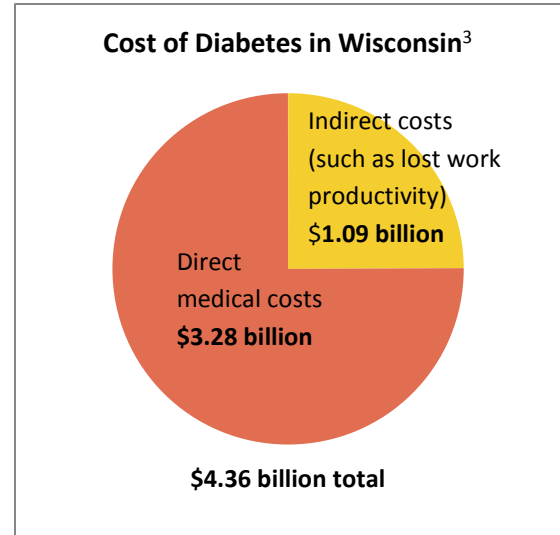 Cost of Diabetes in Wisconsin³
Indirect costs
(such as lost work
productivity)
$1.09 billion
Direct
medical costs
$3.28 billion
$4.36 billion total